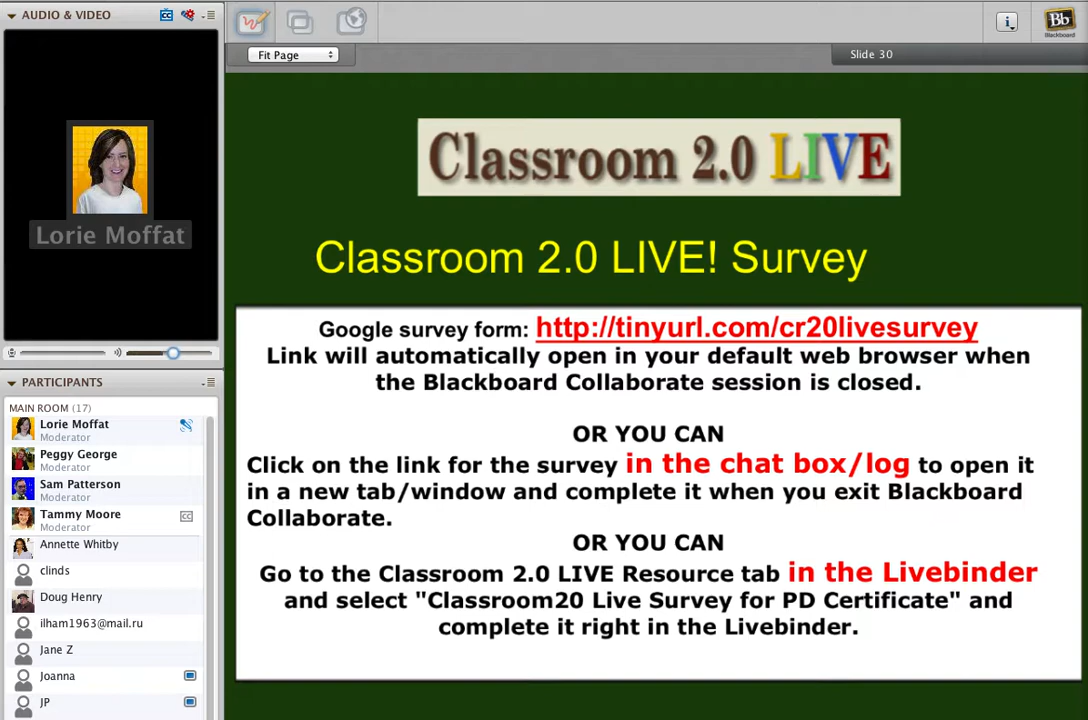 AUDIO & VIDEO
Fit Page
Slide 30
i
Bb
Blackboard
Lorie Moffat
Classroom 2.0 LIVE
Classroom 2.0 LIVE! Survey
Google survey form: http://tinyurl.com/cr20livesurvey
Link will automatically open in your default web browser when
the Blackboard Collaborate session is closed.
OR YOU CAN
Click on the link for the survey in the chat box/log to open it
in a new tab/window and complete it when you exit Blackboard
Collaborate.
OR YOU CAN
Go to the Classroom 2.0 LIVE Resource tab in the Livebinder
and select "Classroom20 Live Survey for PD Certificate" and
complete it right in the Livebinder.
PARTICIPANTS
MAIN ROOM (17)
Lorie Moffat
Moderator
Peggy George
Moderator
Sam Patterson
Moderator
Tammy Moore
Moderator
Annette Whitby
clinds
Doug Henry
ilham1963@mail.ru
Jane Z
Joanna
JP